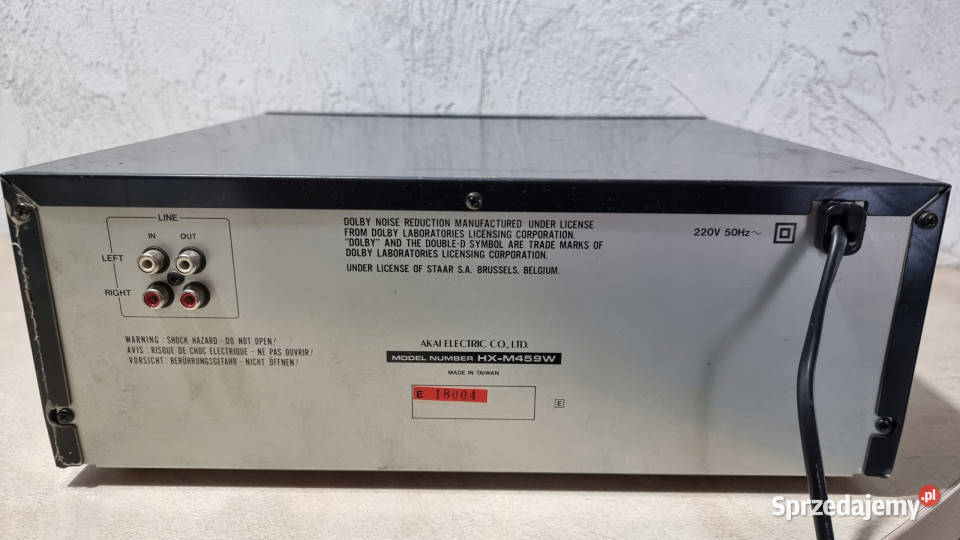 LINE
IN OUT
LEFT
RIGHT
WARNING : SHOCK HAZARD - DO NOT OPEN!
AVIS : RISQUE DE CHOC ELECTRIQUE - NE PAS OUVRIR!
VORSICHT : BERÜHRUNGSGEFAHR - NICHT ÖFFNEN!
DOLBY NOISE REDUCTION MANUFACTURED UNDER LICENSE
FROM DOLBY LABORATORIES LICENSING CORPORATION.
"DOLBY" AND THE DOUBLE-D SYMBOL ARE TRADE MARKS OF
DOLBY LABORATORIES LICENSING CORPORATION.
UNDER LICENSE OF STAAR S.A. BRUSSELS, BELGIUM.
220V 50Hz~
AKAI ELECTRIC CO., LTD.
MODEL NUMBER HX-M459W
MADE IN TAIWAN
E 18004
E
Sprzedajemy.pl